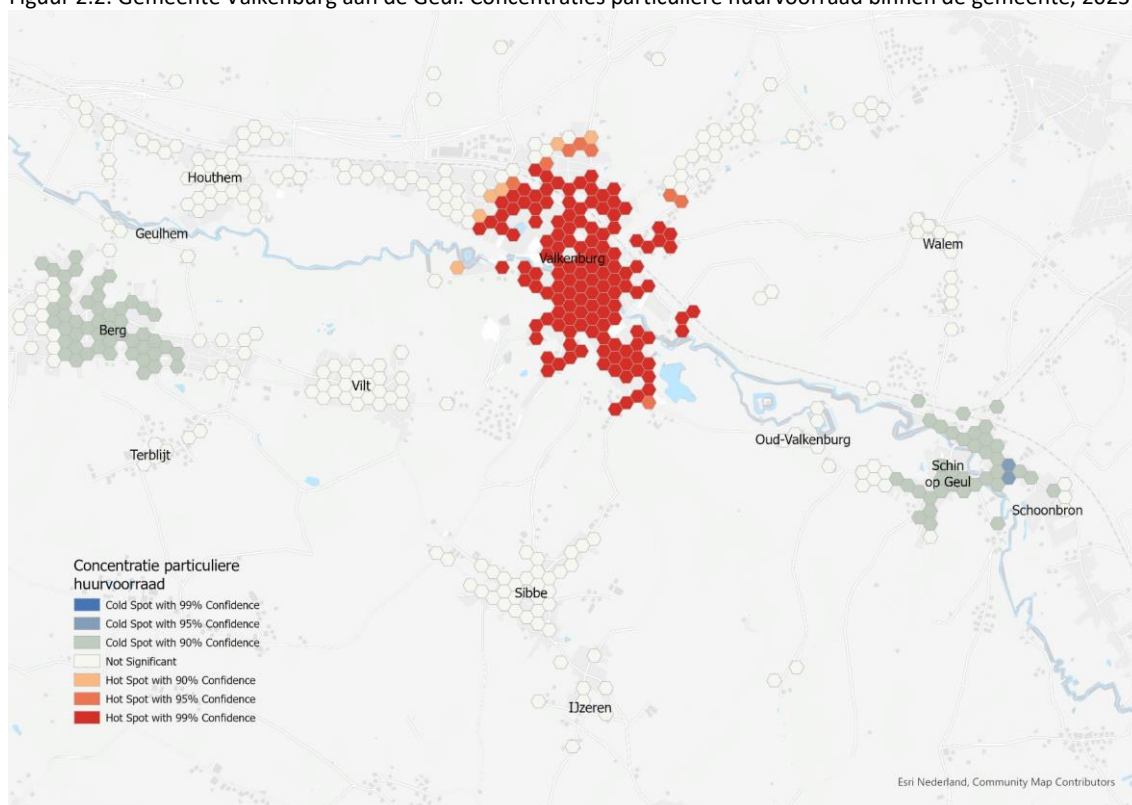 Figuur 2.2: Gemeente Valkenburg aan de Geul. Concentraties particuliere huurvoorraad binnen de gemeente, 2023
Houthem
Geulhem
Valkenburg
Walem
Berg
Vilt
Oud-Valkenburg
Terblijt
Schin
op Geul
Schoonbron
Sibbe
IJzeren
Concentratie particuliere
huurvoorraad
Cold Spot with 99% Confidence
Cold Spot with 95% Confidence
Cold Spot with 90% Confidence
Not Significant
Hot Spot with 90% Confidence
Hot Spot with 95% Confidence
Hot Spot with 99% Confidence
Esri Nederland, Community Map Contributors